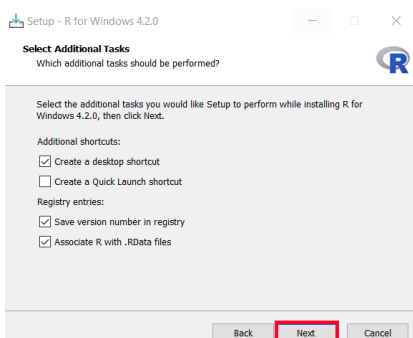 Setup - R for Windows 4.2.0
Select Additional Tasks
Which additional tasks should be performed?
R
Select the additional tasks you would like Setup to perform while installing R for
Windows 4.2.0, then click Next.
Additional shortcuts:
Create a desktop shortcut
Create a Quick Launch shortcut
Registry entries:
Save version number in registry
Associate R with .RData files
Back Next Cancel